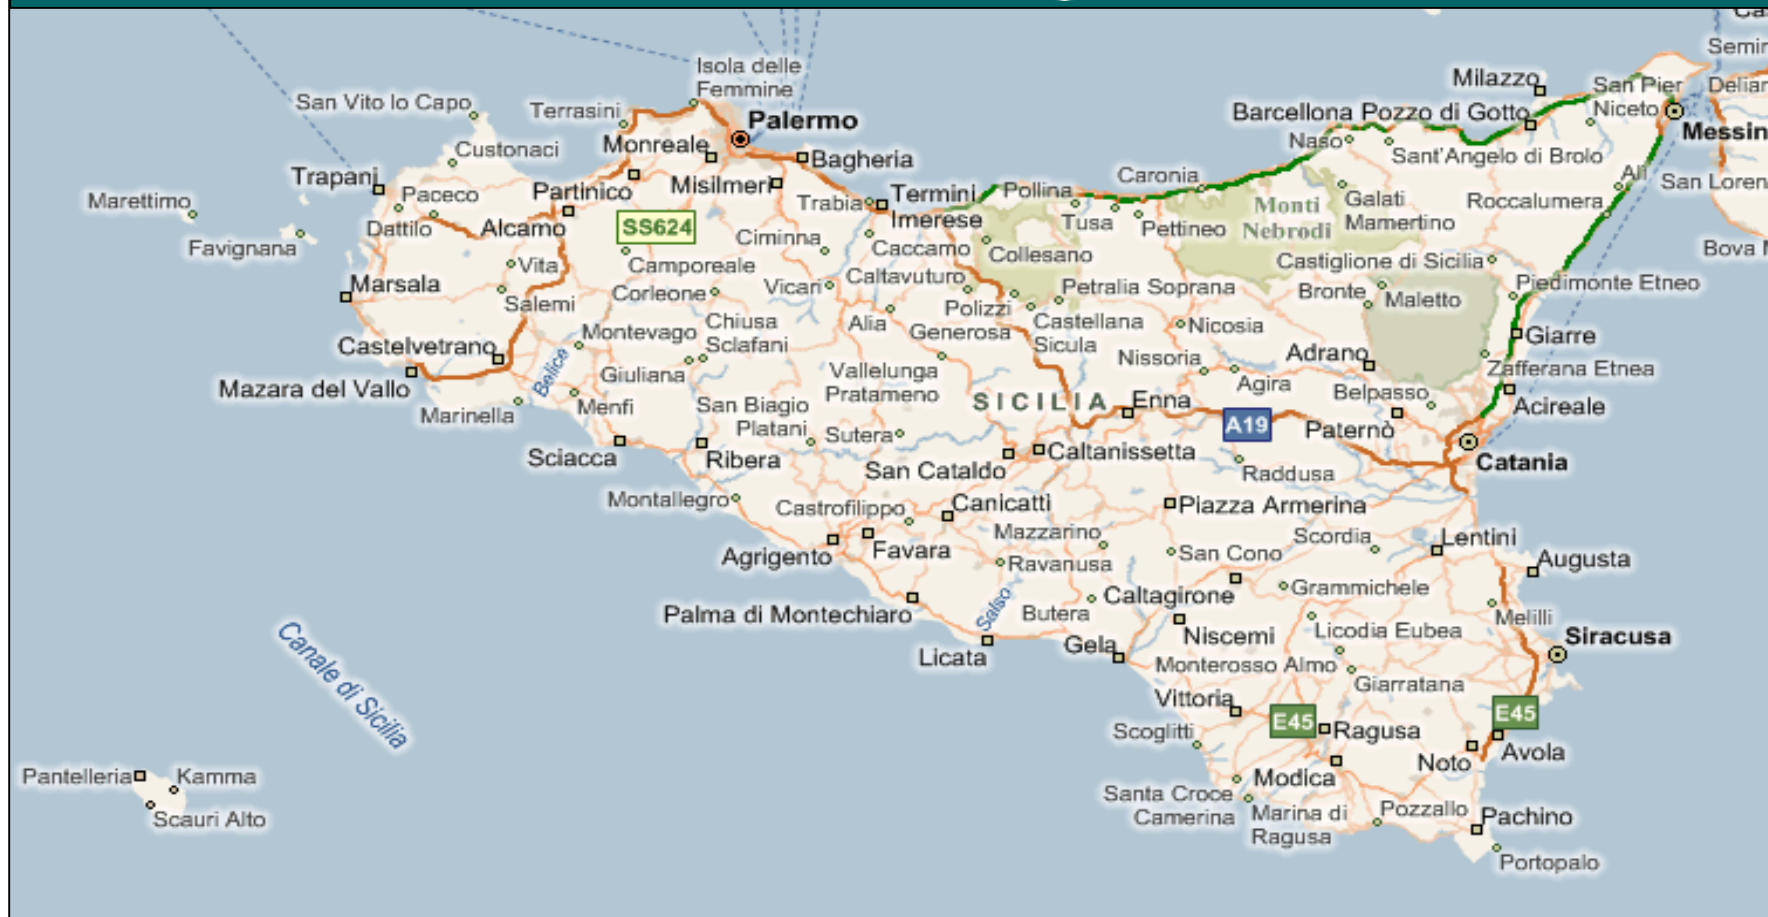 Isola delle
Femmine
San Vito lo Capo
Terrasini
Palermo
Milazzo
San Pier
Niceto
Barcellona Pozzo di Gotto
Custonaci
Monreale
Bagheria
Naso
Sant'Angelo di Brolo
Trapani
Paceco
Partinico
Misilmeri
Termini
Imerese
Trabia
Pollina
Caronia
Alì
Marettimo
Dattilo
Alcamo
SS624
Ciminna
Caccamo
Tusa
Pettineo
Monti
Nebrodi
Galati
Mamertino
Roccalumera
Favignana
Vita
Camporeale
Collesano
Castiglione di Sicilia
Marsala
Salemi
Corleone
Vicari
Caltavuturo
Petralia Soprana
Bronte
Maletto
Piedimonte Etneo
Polizzi
Generosa
Montevago
Chiusa
Sclafani
Alia
Castellana
Sicula
Nicosia
Giarre
Castelvetrano
Belice
Giuliana
Vallelunga
Pratameno
Nissoria
Adrano
Agira
Zafferana Etnea
Mazara del Vallo
Marinella
Menfi
San Biagio
Platani
SICILIA
Enna
Belpasso
Acireale
Sutera
A19
Paternò
Sciacca
Ribera
San Cataldo
Caltanissetta
Raddusa
Catania
Montallegro
Castrofilippo
Canicattì
Piazza Armerina
Mazzarino
Scordia
Lentini
Agrigento
Favara
Ravanusa
San Cono
Augusta
Palma di Montechiaro
Salso
Butera
Caltagirone
Grammichele
Melilli
Canale di Sicilia
Licata
Gela
Niscemi
Licodia Eubea
Siracusa
Monterosso Almo
Giarratana
Vittoria
E45
E45
Scoglitti
Ragusa
Noto
Avola
Pantelleria
Kamma
Scauri Alto
Modica
Santa Croce
Camerina
Marina di
Ragusa
Pozzallo
Pachino
Portopalo